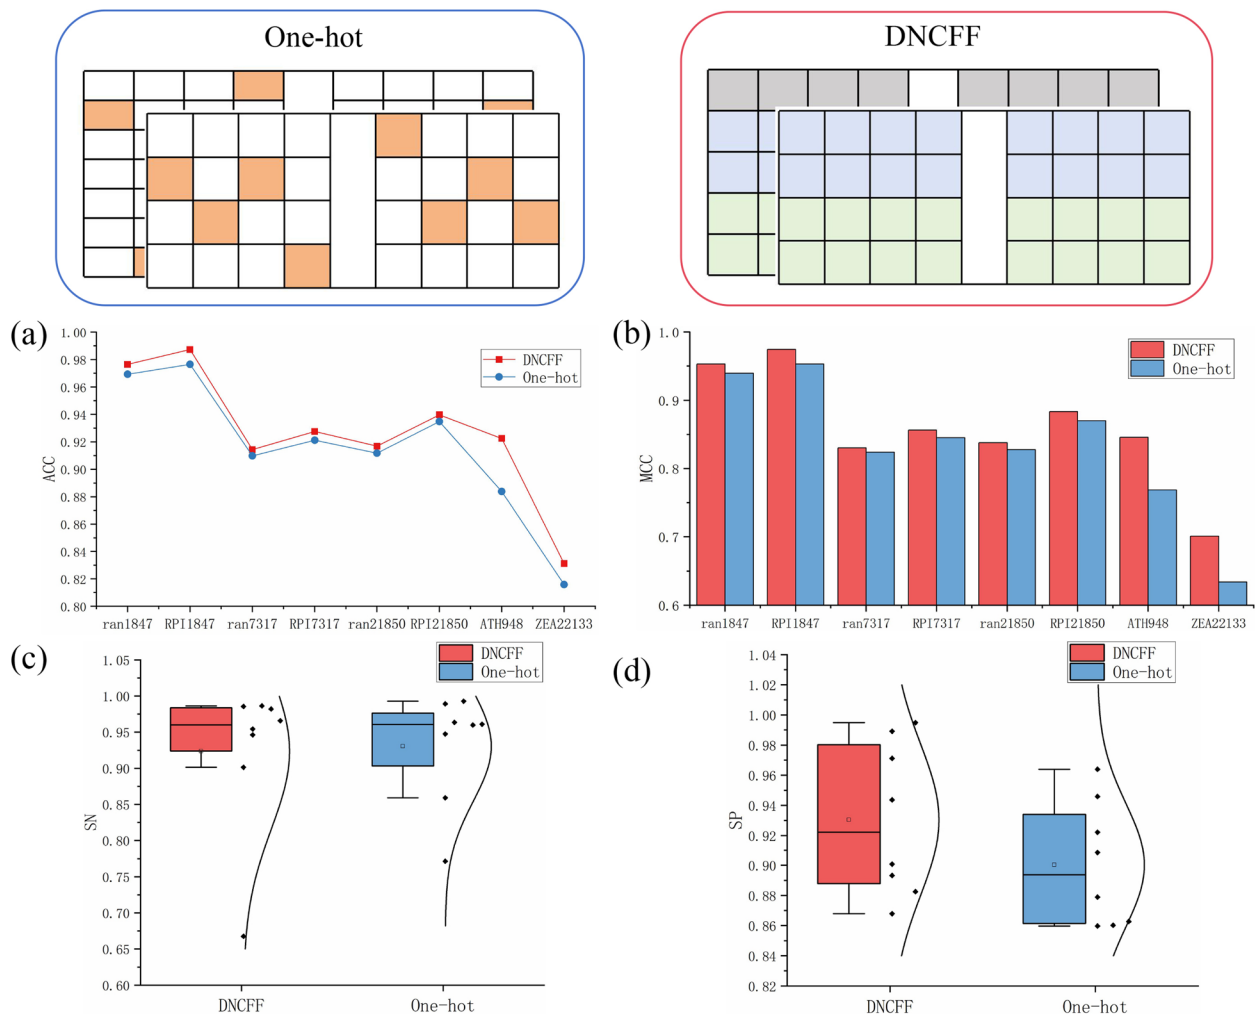 One-hot
DNCFF
(a)
1.00
0.98
0.96
0.94
0.92
0.90
0.88
0.86
0.84
0.82
0.80
ACC
DNCFF
One-hot
ran1847 RPI1847 ran7317 RPI7317 ran21850 RPI21850 ATH948 ZEA22133
(b)
1.0
0.9
0.8
0.7
0.6
MCC
DNCFF
One-hot
ran1847 RPI1847 ran7317 RPI7317 ran21850 RPI21850 ATH948 ZEA22133
(c)
1.05
1.00
0.95
0.90
0.85
0.80
0.75
0.70
0.65
0.60
SN
DNCFF
One-hot
DNCFF One-hot
(d)
1.04
1.02
1.00
0.98
0.96
0.94
0.92
0.90
0.88
0.86
0.84
0.82
SP
DNCFF
One-hot
DNCFF One-hot